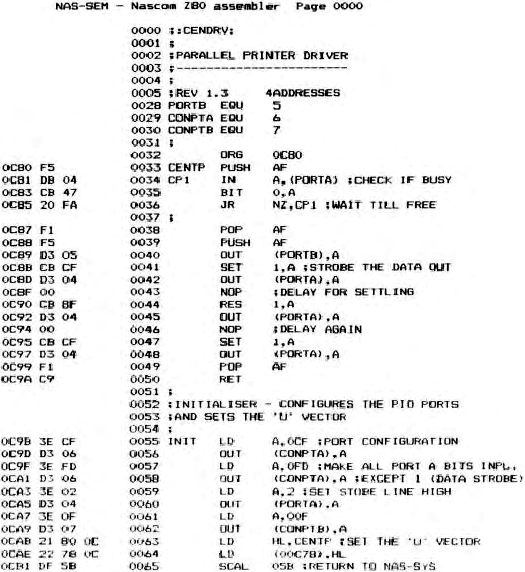 NAS-SEM - Nascom Z80 assembler Page 0000
0000 ;:CENDRV:
0001 ;
0002 ;PARALLEL PRINTER DRIVER
0003 ;------------------------
0004 ;
0005 ;REV 1.3 4ADDRESSES
0028 PORTB EQU 5
0029 CONPTA EQU 6
0030 CONPTB EQU 7
0031 ;
0032 ORG 0C80
0C80 F5 0033 CENTP PUSH AF
0C81 DB 04 0034 CP1 IN A,(PORTA) ;CHECK IF BUSY
0C83 CB 47 0035 BIT 0,A
0C85 20 FA 0036 JR NZ,CP1 ;WAIT TILL FREE
0037 ;
0C87 F1 0038 POP AF
0C88 F5 0039 PUSH AF
0C89 D3 05 0040 OUT (PORTB),A
0C8B CB CF 0041 SET 1,A ;STROBE THE DATA OUT
0C8D D3 04 0042 OUT (PORTA),A
0C8F 00 0043 NOP ;DELAY FOR SETTLING
0C90 CB 8F 0044 RES 1,A
0C92 D3 04 0045 OUT (PORTA),A
0C94 00 0046 NOP ;DELAY AGAIN
0C95 CB CF 0047 SET 1,A
0C97 D3 04 0048 OUT (PORTA),A
0C99 F1 0049 POP AF
0C9A C9 0050 RET
0051 ;
0052 ;INITIALISER - CONFIGURES THE PIO PORTS
0053 ;AND SETS THE 'U' VECTOR
0054 ;
0C9B 3E CF 0055 INIT LD A,0CF ;PORT CONFIGURATION
0C9D D3 06 0056 OUT (CONPTA),A
0C9F 3E FD 0057 LD A,0FD ;MAKE ALL PORT A BITS INPU,
0CA1 D3 06 0058 OUT (CONPTA),A ;EXCEPT 1 (DATA STROBE)
0CA3 3E 02 0059 LD A,2 ;SET STOBE LINE HIGH
0CA5 D3 04 0060 OUT (PORTA),A
0CA7 3E 0F 0061 LD A,00F
0CA9 D3 07 0062 OUT (CONPTB),A
0CAB 21 80 0C 0063 LD HL,CENTP ;SET THE 'U' VECTOR
0CAE 22 78 0C 0064 LD (00C78),HL
0CB1 DF 5B 0065 SCAL 05B ;RETURN TO NAS-SYS